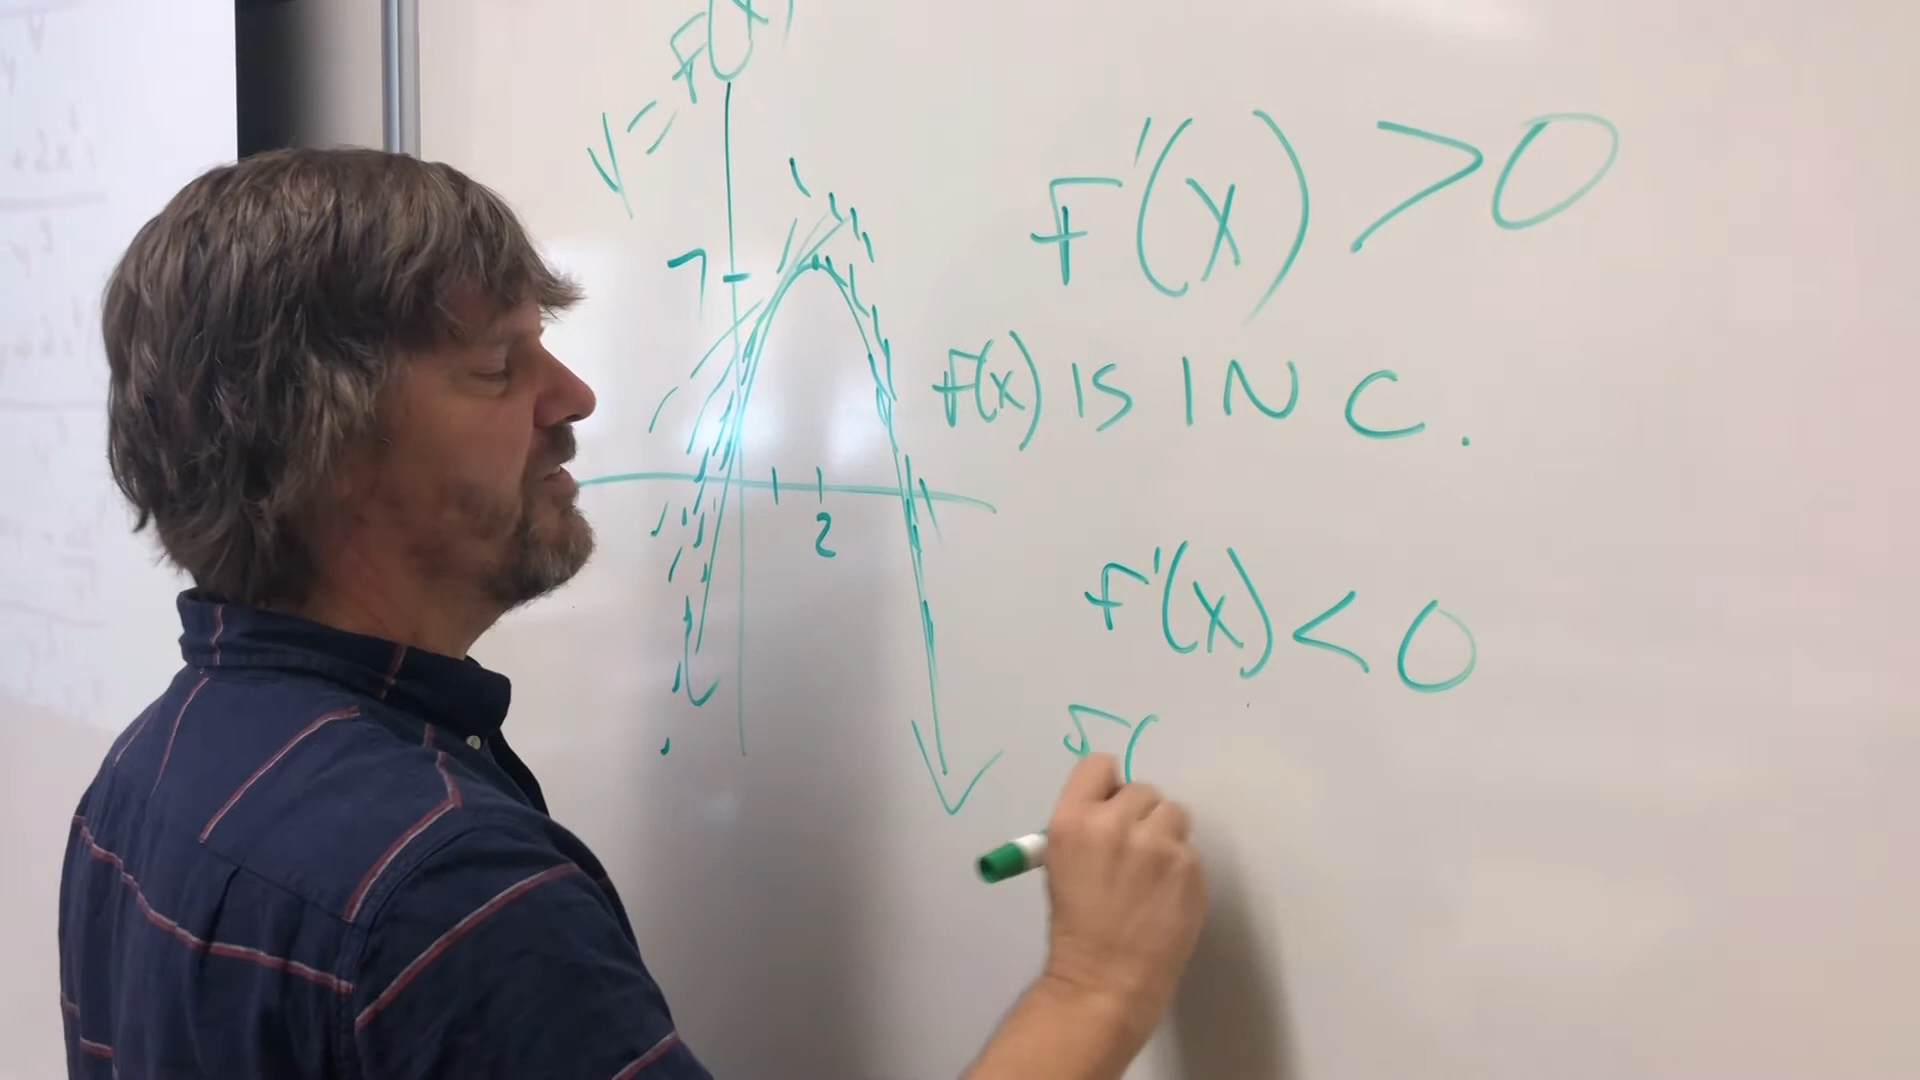 y = f(x)
7
2
f'(x) > 0
f(x) IS INC.
f'(x) < 0
f(